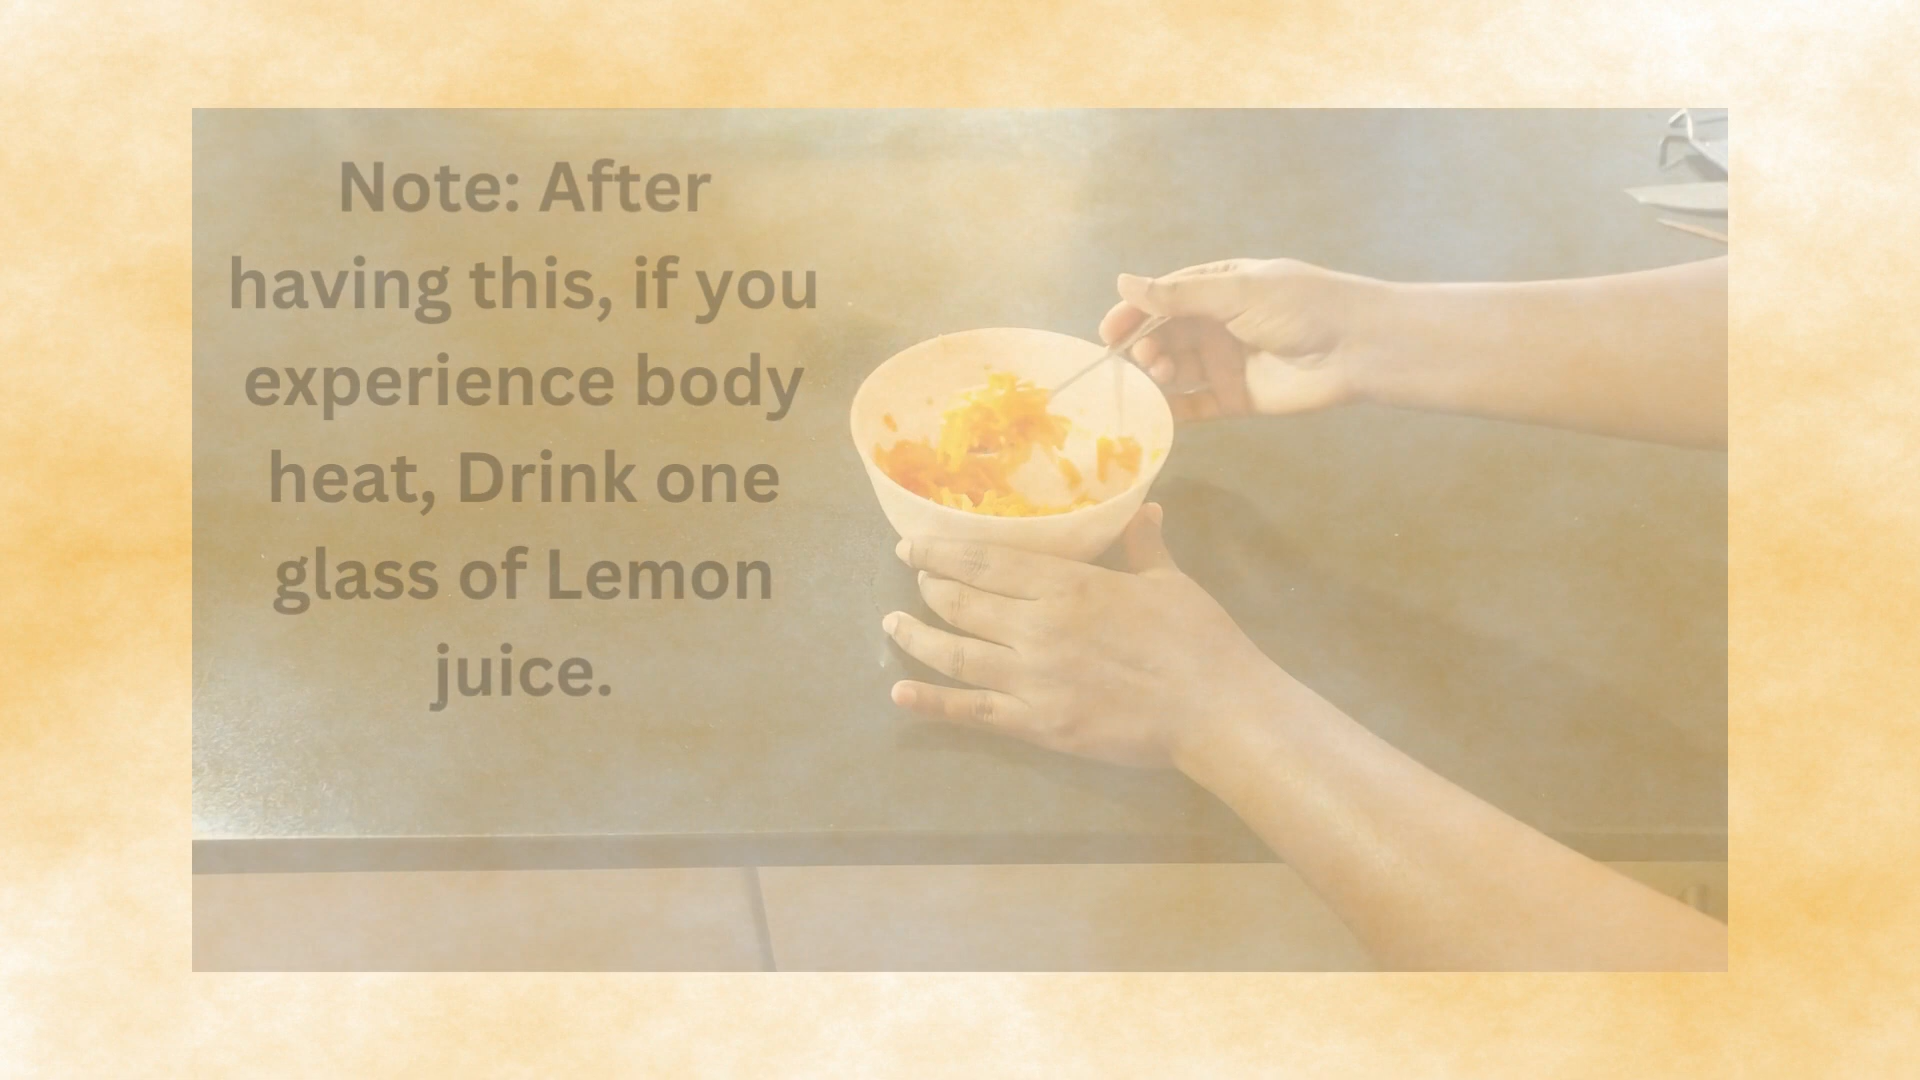 Note: After
having this, if you
experience body
heat, Drink one
glass of Lemon
juice.